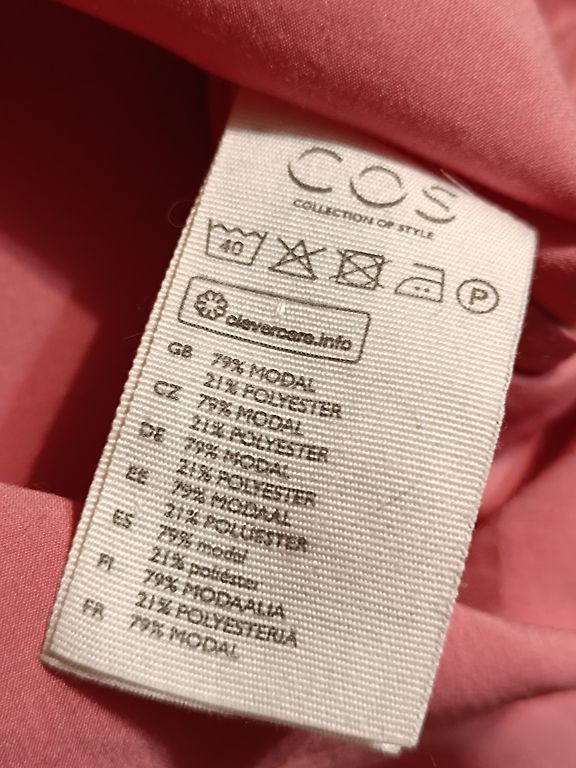 COS
COLLECTION OF STYLE
40 P
clevercare.info
GB 79% MODAL
21% POLYESTER
CZ 79% MODAL
21% POLYESTER
DE 79% MODAL
21% POLYESTER
EE 79% MODAAL
21% POLUESTER
ES 79% modal
21% poliéster
FI 79% MODAALIA
21% POLYESTERIÄ
FR 79% MODAL